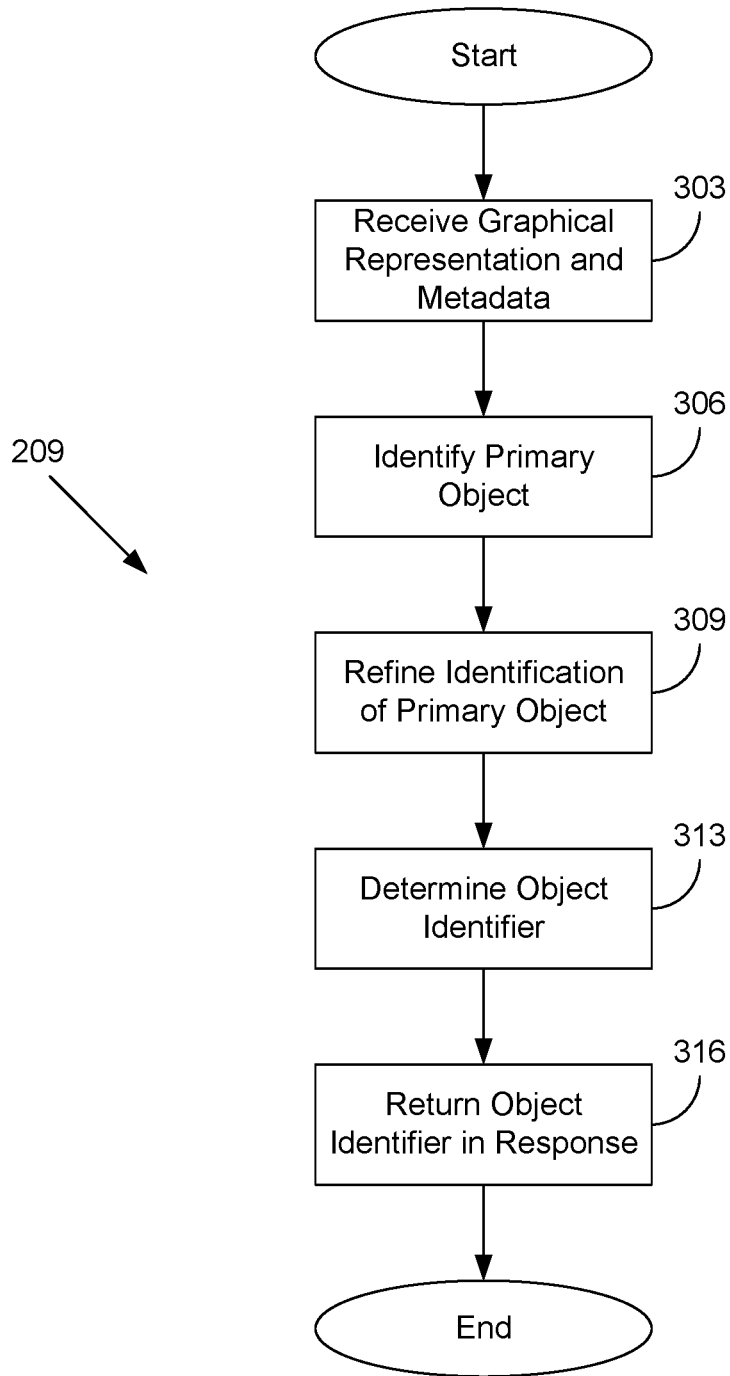 Start
303
Receive Graphical
Representation and
Metadada
306
Identify Primary
Object
209
309
Refine Identification
of Primary Object
313
Determine Object
Identifier
316
Return Object
Identifier in Response
End